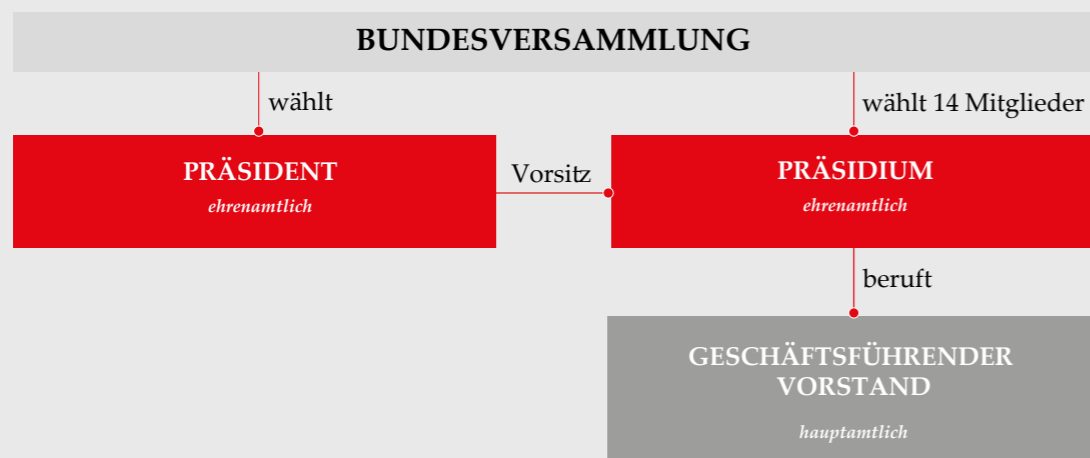 BUNDESVERSAMMLUNG
wählt
wählt 14 Mitglieder
PRÄSIDENT
ehrenamtlich
Vorsitz
PRÄSIDIUM
ehrenamtlich
beruft
GESCHÄFTSFÜHRENDER
VORSTAND
hauptamtlich